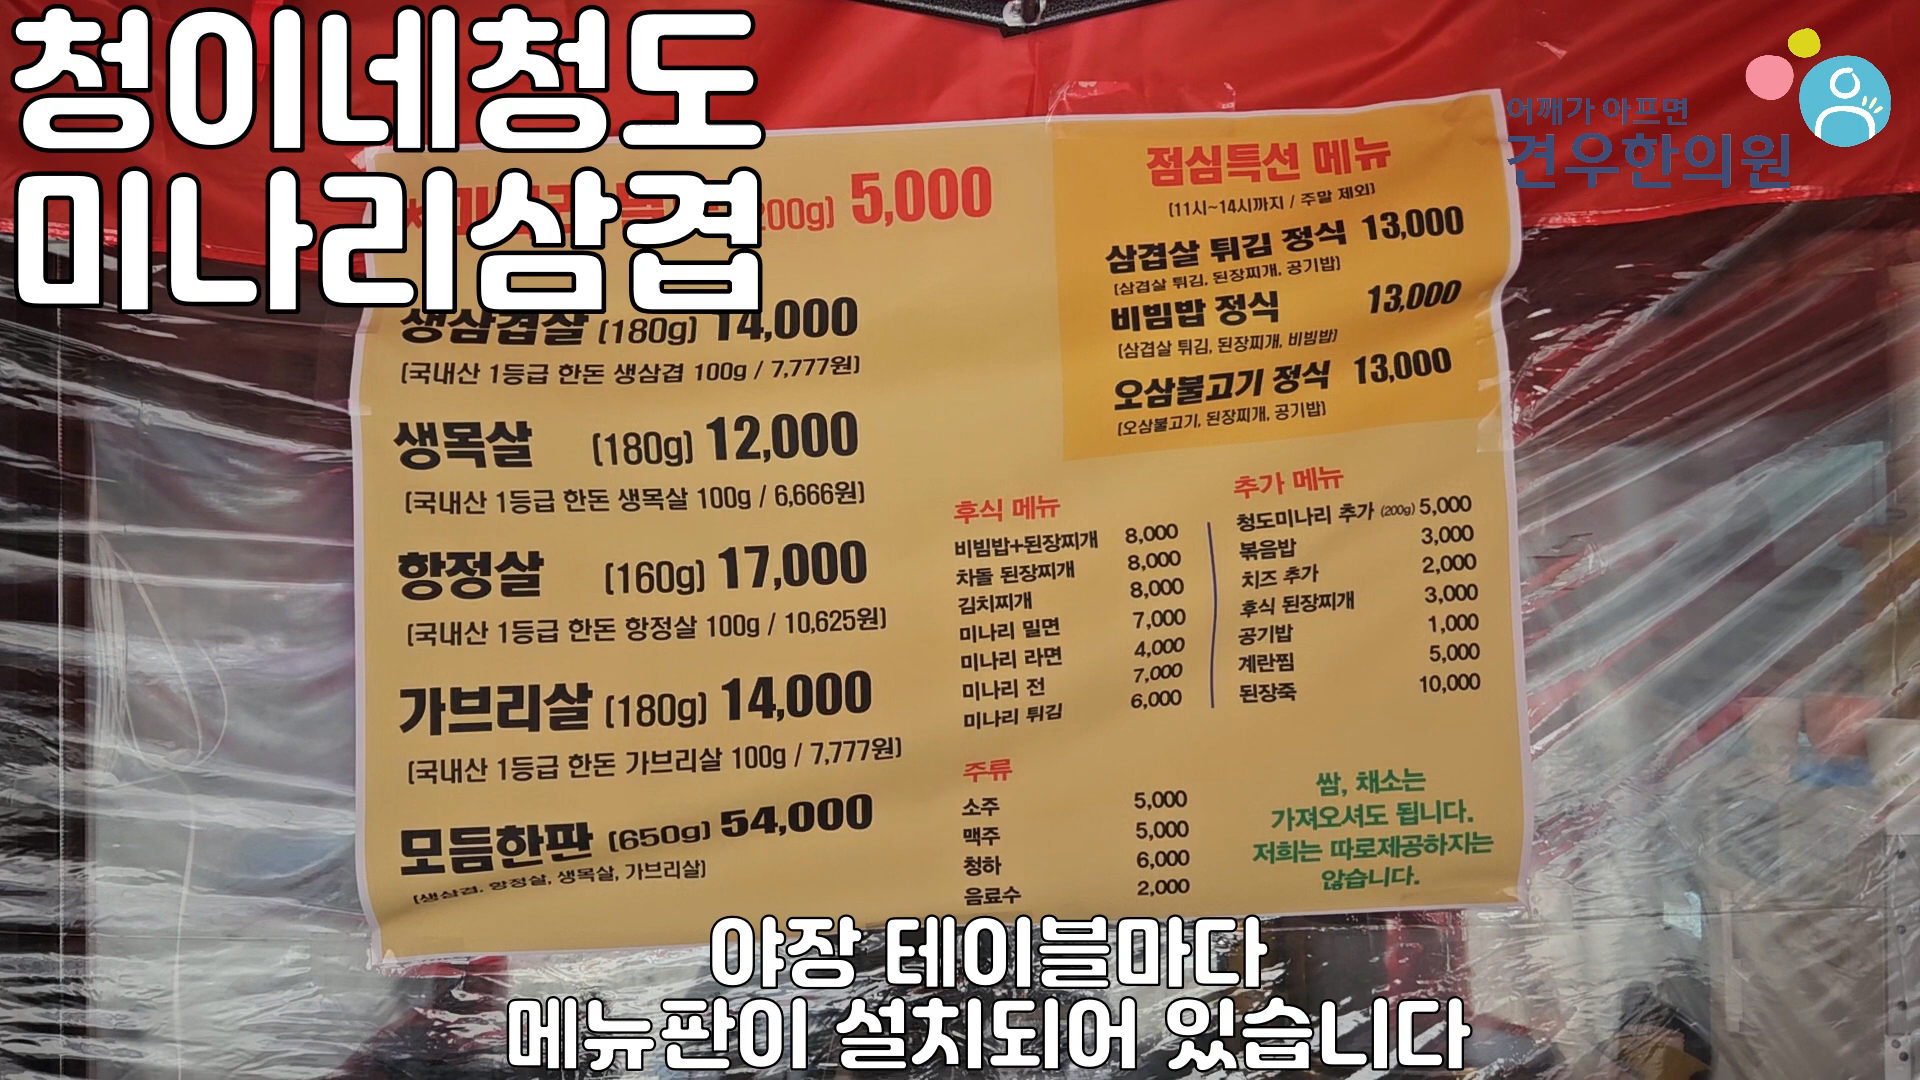 청이네청도
미나리삼겹
어깨가 아프면
견우한의원
200g) 5,000
생삼겹살 (180g) 14,000
(국내산 1등급 한돈 생삼겹 100g / 7,777원)
생목살 (180g) 12,000
(국내산 1등급 한돈 생목살 100g / 6,666원)
항정살 (160g) 17,000
(국내산 1등급 한돈 항정살 100g / 10,625원)
가브리살 (180g) 14,000
(국내산 1등급 한돈 가브리살 100g / 7,777원)
모듬한판 (650g) 54,000
(생삼겹, 항정살, 생목살, 가브리살)
점심특선 메뉴
(11시~14시까지 / 주말 제외)
삼겹살 튀김 정식 13,000
(삼겹살 튀김, 된장찌개, 공기밥)
비빔밥 정식 13,000
(삼겹살 튀김, 된장찌개, 비빔밥)
오삼불고기 정식 13,000
(오삼불고기, 된장찌개, 공기밥)
후식 메뉴
비빔밥+된장찌개 8,000
차돌 된장찌개 8,000
김치찌개 8,000
미나리 밀면 7,000
미나리 라면 4,000
미나리 전 7,000
미나리 튀김 6,000
추가 메뉴
청도미나리 추가 (200g) 5,000
볶음밥 3,000
치즈 추가 2,000
후식 된장찌개 3,000
공기밥 1,000
계란찜 5,000
된장죽 10,000
주류
소주 5,000
맥주 5,000
청하 6,000
음료수 2,000
쌈, 채소는
가져오셔도 됩니다.
저희는 따로제공하지는
않습니다.
야장 테이블마다
메뉴판이 설치되어 있습니다